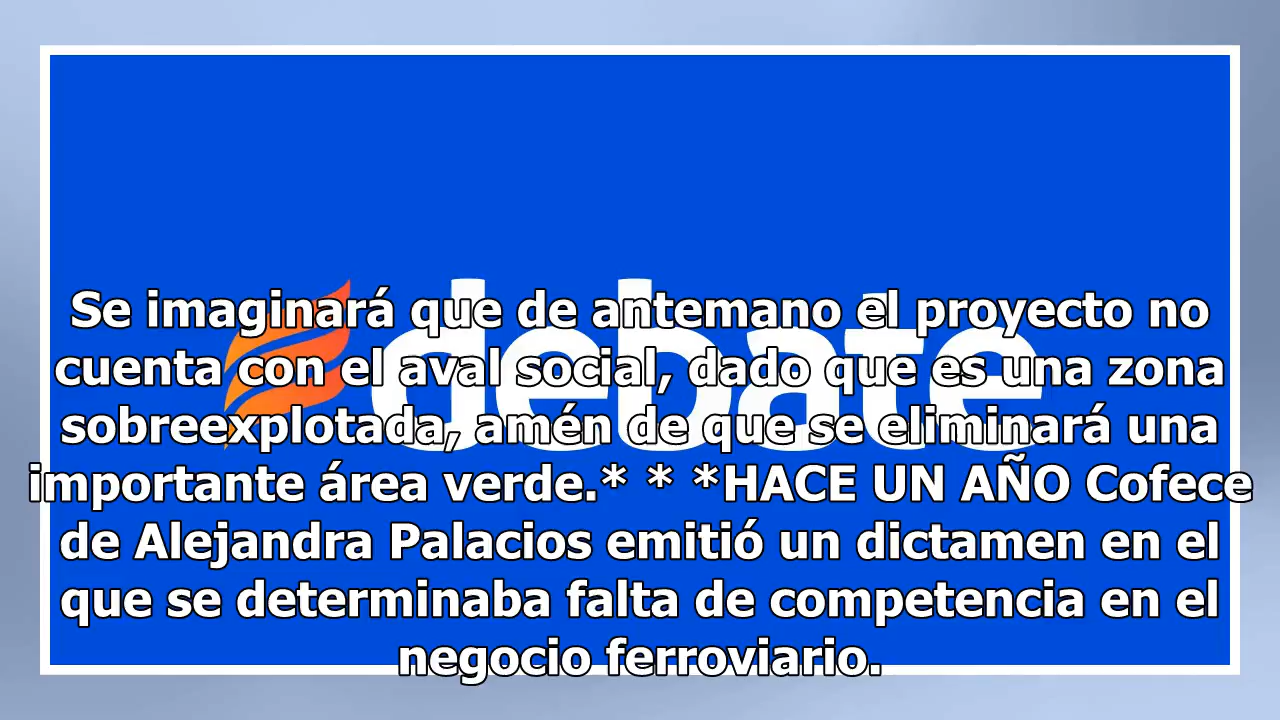 Se imaginará que de antemano el proyecto no
cuenta con el aval social, dado que es una zona
sobreexplotada, amén de que se eliminará una
importante área verde.* * *HACE UN AÑO Cofece
de Alejandra Palacios emitió un dictamen en el
que se determinaba falta de competencia en el
negocio ferroviario.
debate